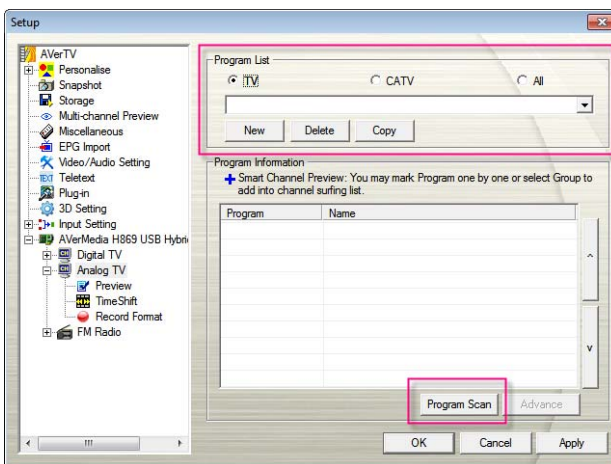 Setup
AVerTV
Personalise
Snapshot
Storage
Multi-channel Preview
Miscellaneous
EPG Import
Video/Audio Setting
TEXT Teletext
Plug-in
3D Setting
Input Setting
AVerMedia H869 USB Hybri
Digital TV
Analog TV
Preview
TimeShift
Record Format
FM Radio
Program List
TV CATV All
New Delete Copy
Program Information
Smart Channel Preview: You may mark Program one by one or select Group to
add into channel surfing list.
Program Name
Program Scan Advance
OK Cancel Apply